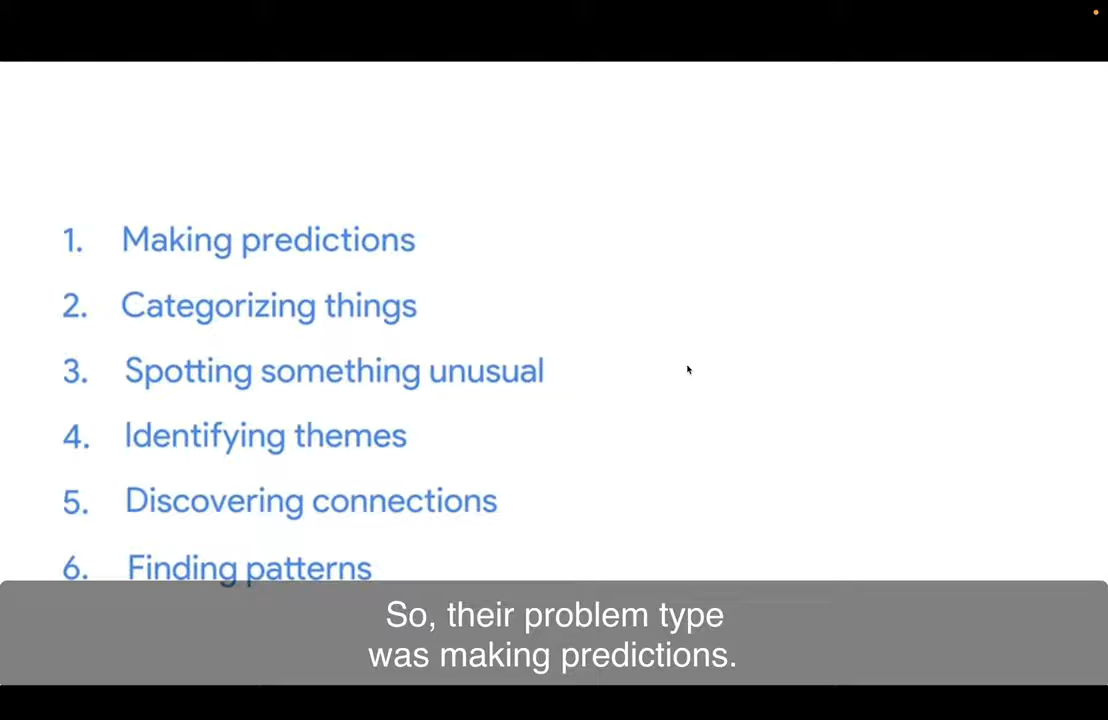 1. Making predictions
2. Categorizing things
3. Spotting something unusual
4. Identifying themes
5. Discovering connections
6. Finding patterns
So, their problem type
was making predictions.